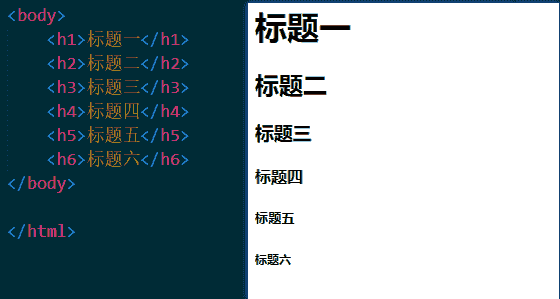 <body>
<h1>标题一</h1>
<h2>标题二</h2>
<h3>标题三</h3>
<h4>标题四</h4>
<h5>标题五</h5>
<h6>标题六</h6>
</body>
</html>
标题一
标题二
标题三
标题四
标题五
标题六